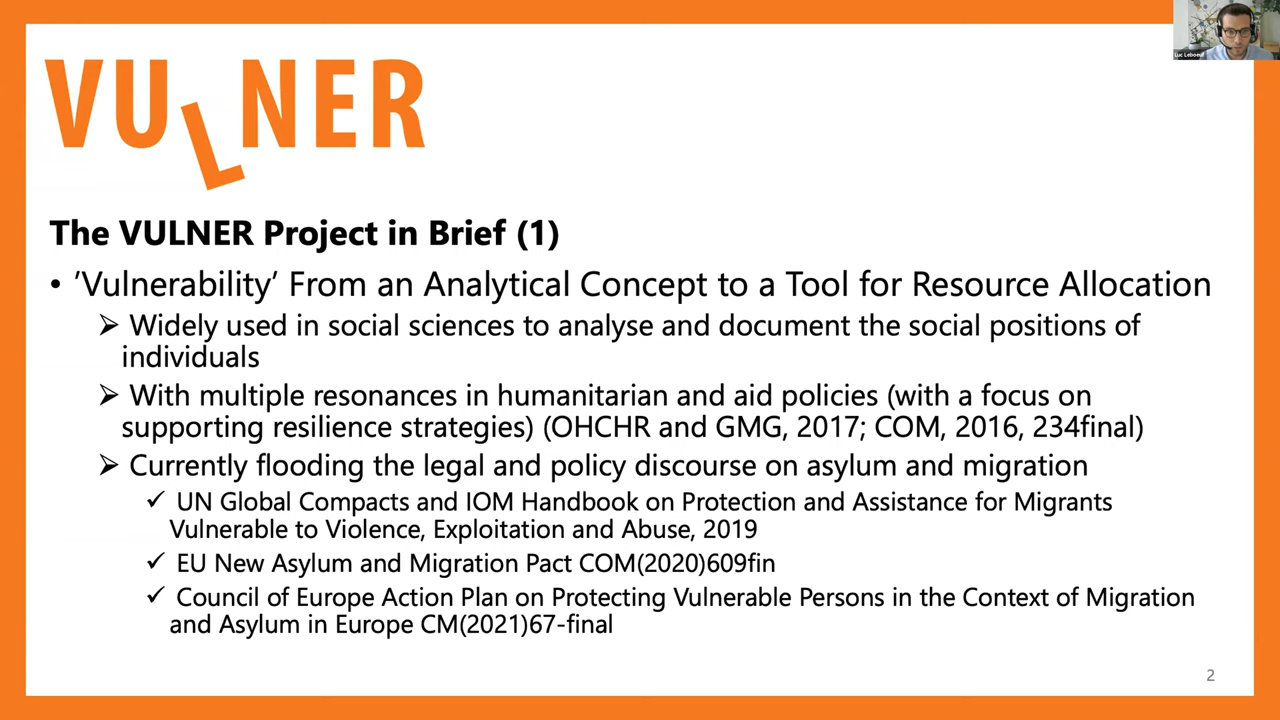 VULNER
Luc Leboeuf
The VULNER Project in Brief (1)
• ’Vulnerability’ From an Analytical Concept to a Tool for Resource Allocation
➢ Widely used in social sciences to analyse and document the social positions of
individuals
➢ With multiple resonances in humanitarian and aid policies (with a focus on
supporting resilience strategies) (OHCHR and GMG, 2017; COM, 2016, 234final)
➢ Currently flooding the legal and policy discourse on asylum and migration
✓ UN Global Compacts and IOM Handbook on Protection and Assistance for Migrants
Vulnerable to Violence, Exploitation and Abuse, 2019
✓ EU New Asylum and Migration Pact COM(2020)609fin
✓ Council of Europe Action Plan on Protecting Vulnerable Persons in the Context of Migration
and Asylum in Europe CM(2021)67-final
2